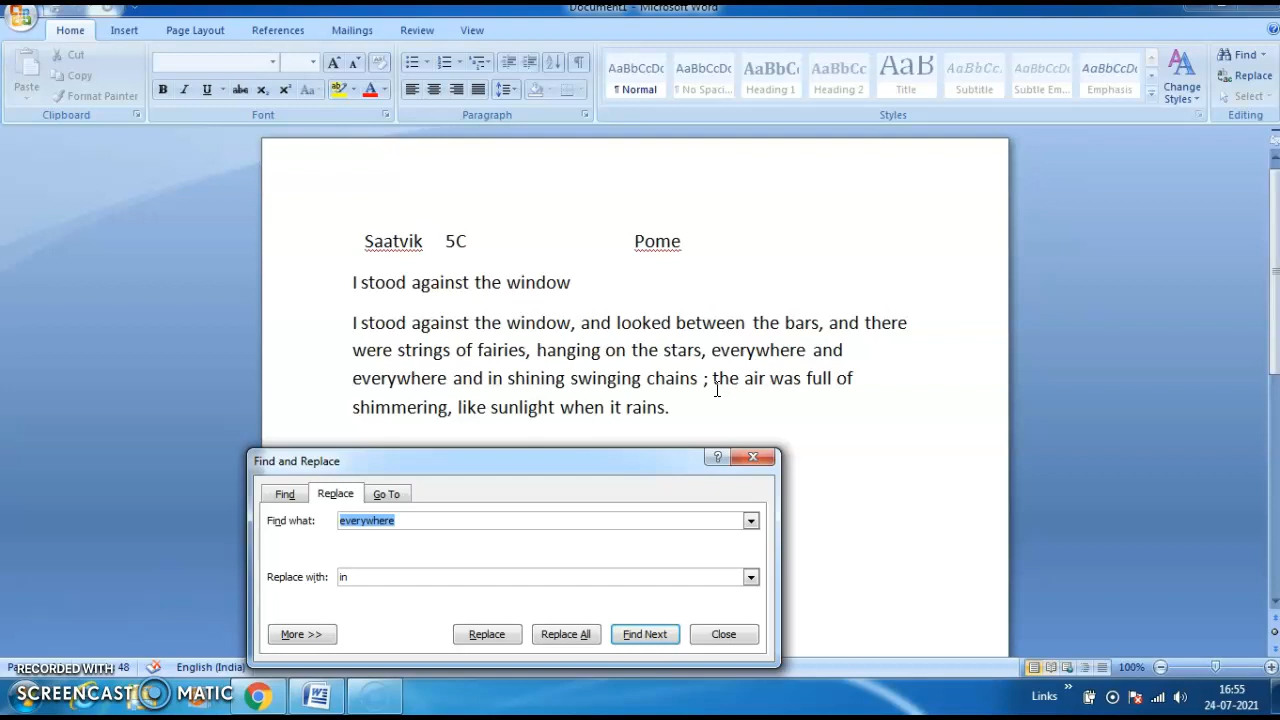 Document1 - Microsoft Word
Home Insert Page Layout References Mailings Review View
Paste Cut Copy Format Painter
AaBbCcDc AaBbCcDc AaBbC AaBbCc AaB AaBbCc. AaBbCcDc AaBbCcDc
¶ Normal ¶ No Spaci... Heading 1 Heading 2 Title Subtitle Subtle Em... Emphasis
Change Styles
Find Replace Select
Clipboard Font Paragraph Styles Editing
Saatvik 5C Pome
I stood against the window
I stood against the window, and looked between the bars, and there
were strings of fairies, hanging on the stars, everywhere and
everywhere and in shining swinging chains ; the air was full of
shimmering, like sunlight when it rains.
Find and Replace
Find Replace Go To
Find what: everywhere
Replace with: in
More >> Replace Replace All Find Next Close
48 English (India) 100%
RECORDED WITH
SCREENCAST MATIC
Links 16:55
24-07-2021